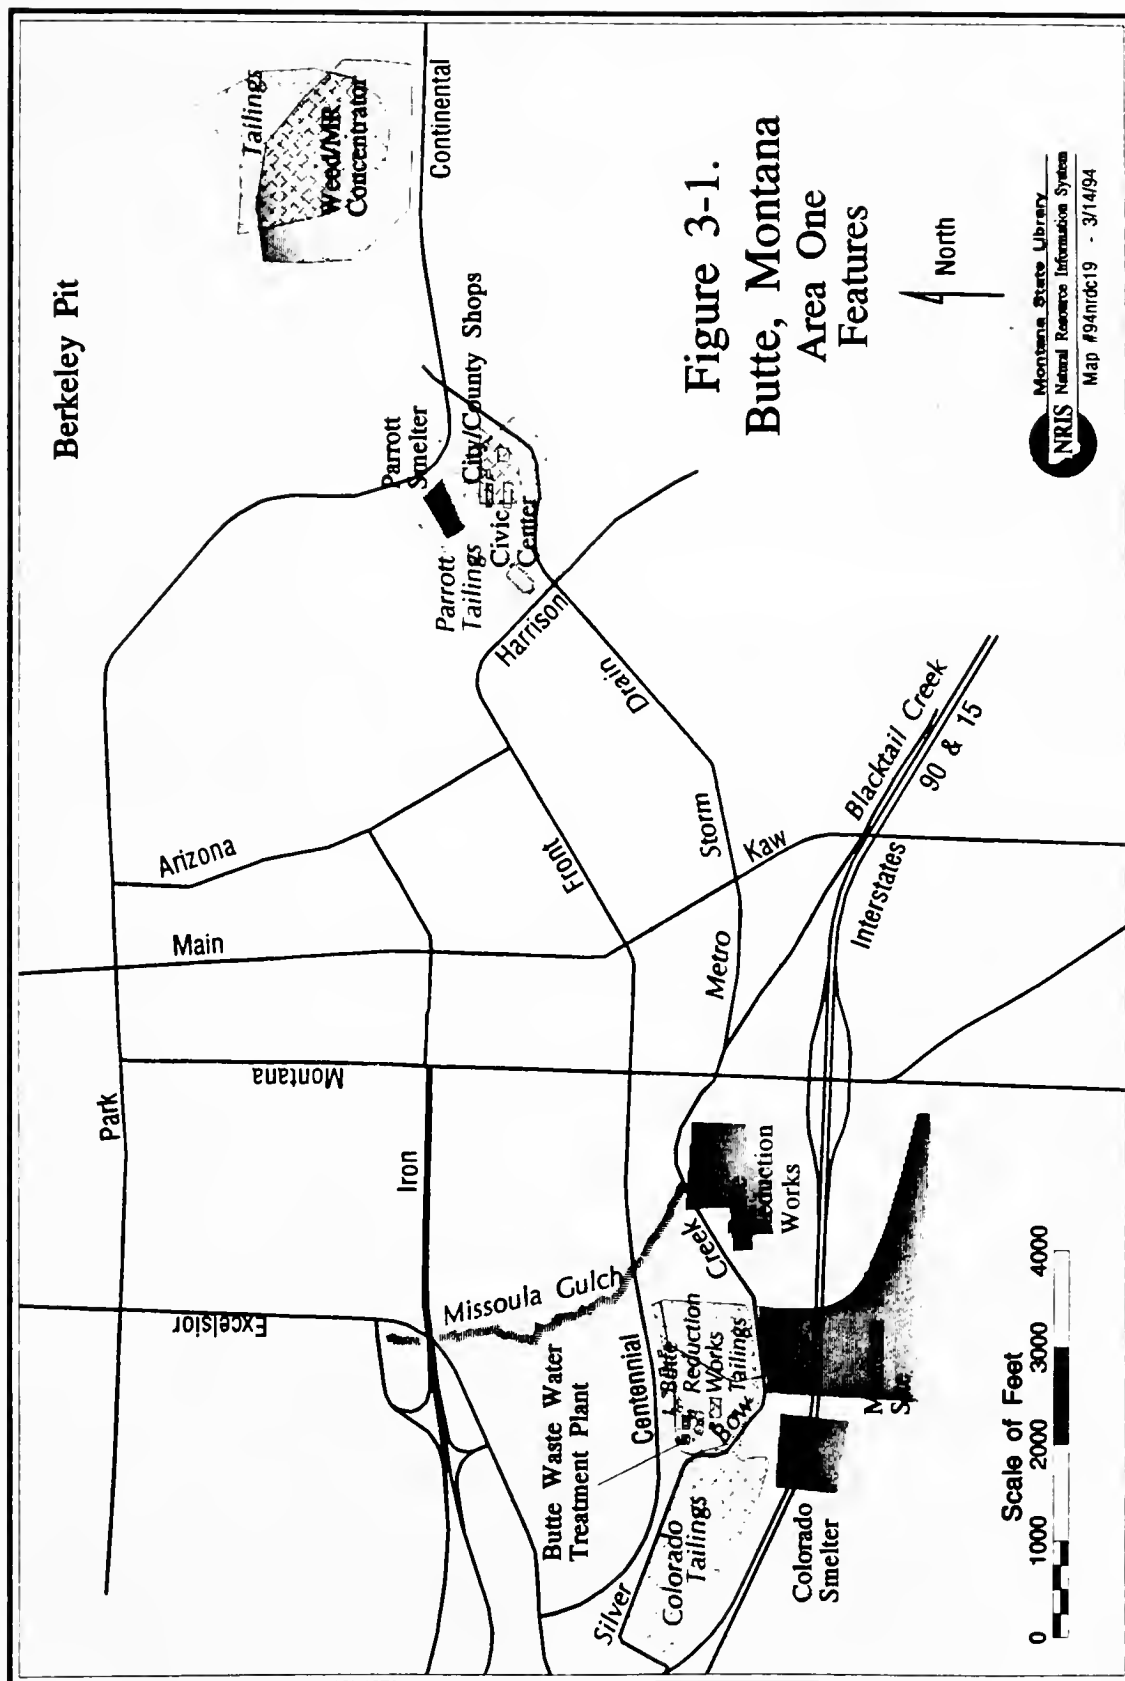 Berkeley Pit
Tailings
Weed/MR
Concentrator
Continental
Parrott
Smelter
City/County Shops
Parrott
Tailings
Civic
Center
Harrison
Drain
Storm
Metro
Kaw
Blacktail Creek
Interstates
90 & 15
Arizona
Main
Front
Park
Montana
Iron
Excelsior
Missoula Gulch
Centennial
Butte Waste Water
Treatment Plant
Butte
Reduction
Works
Tailings
Silver
Bow
Creek
Works
Colorado
Tailings
Colorado
Smelter
Figure 3-1.
Butte, Montana
Area One
Features
North
Scale of Feet
0 1000 2000 3000 4000
Montana State Library
NRIS Natural Resource Information System
Map #94nrdc19 - 3/14/94